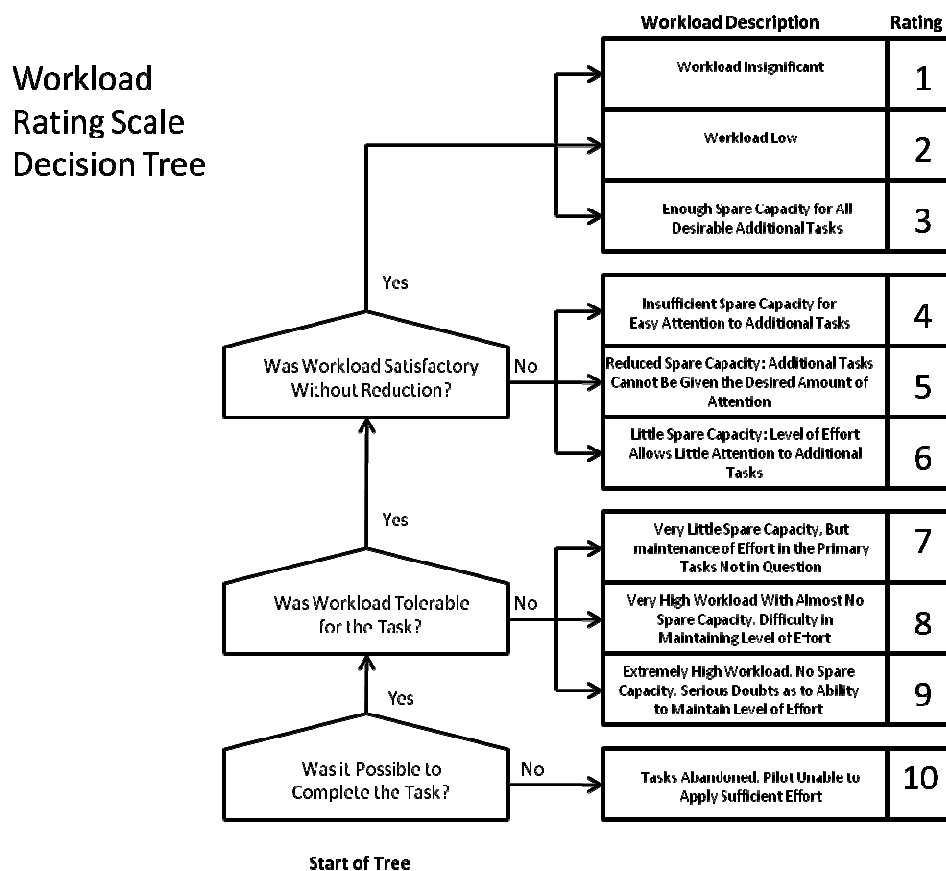 Workload Description Rating
Workload
Rating Scale
Decision Tree
Workload Insignificant
1
Workload Low
2
Enough Spare Capacity for All
Desirable Additional Tasks
3
Yes
Insufficient Spare Capacity for
Easy Attention to Additional Tasks
4
Was Workload Satisfactory
Without Reduction?
No
Reduced Spare Capacity: Additional Tasks
Cannot Be Given the Desired Amount of
Attention
5
Little Spare Capacity: Level of Effort
Allows Little Attention to Additional
Tasks
6
Yes
Very Little Spare Capacity, But
maintenance of Effort in the Primary
Tasks Not in Question
7
Was Workload Tolerable
for the Task?
No
Very High Workload With Almost No
Spare Capacity. Difficulty in
Maintaining Level of Effort
8
Extremely High Workload. No Spare
Capacity. Serious Doubts as to Ability
to Maintain Level of Effort
9
Yes
Was it Possible to
Complete the Task?
No
Tasks Abandoned. Pilot Unable to
Apply Sufficient Effort
10
Start of Tree